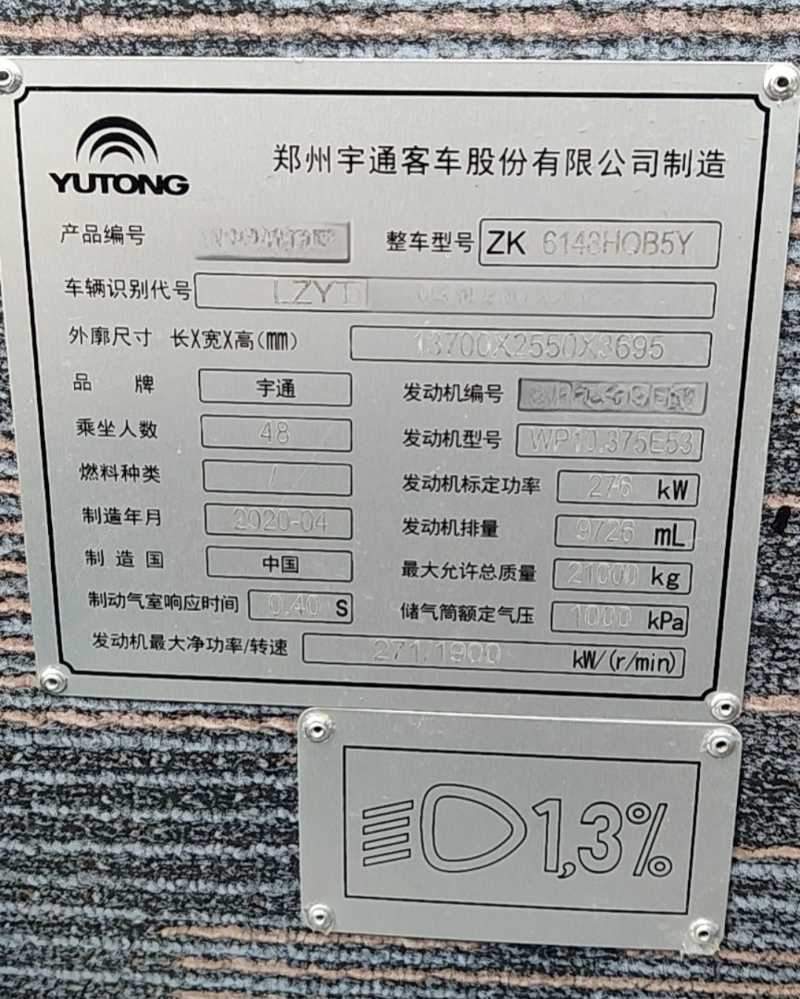 YUTONG
郑州宇通客车股份有限公司制造
产品编号
整车型号 ZK 6148HQB5Y
车辆识别代号 LZYT
外廓尺寸 长X宽X高(mm) 13700X2550X3695
品 牌 宇通
发动机编号
乘坐人数 48
发动机型号 WP10.375E53
燃料种类 /
发动机标定功率 276 kW
制造年月 2020-04
发动机排量 9726 mL
制造国 中国
最大允许总质量 21000 kg
制动气室响应时间 0.40 S
储气筒额定气压 1000 kPa
发动机最大净功率/转速 271/1900 kW/(r/min)
1,3%